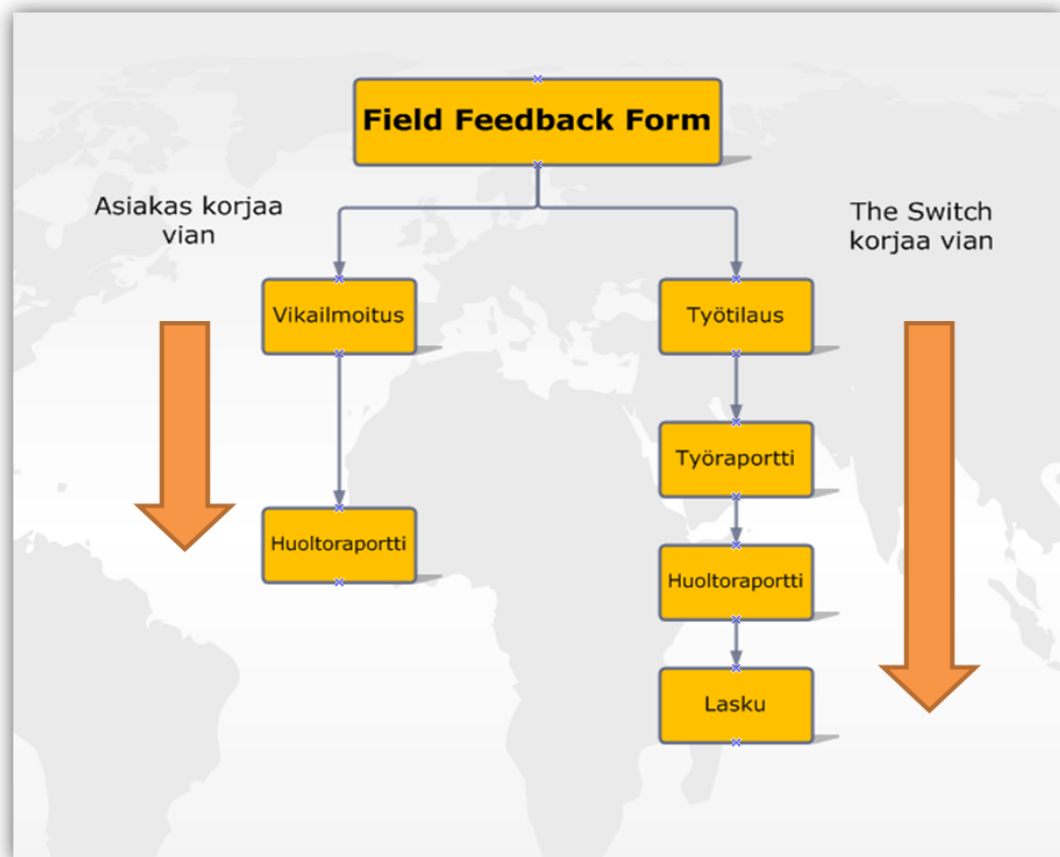 Field Feedback Form
Asiakas korjaa
vian
The Switch
korjaa vian
Vikailmoitus
Työtilaus
Työraportti
Huoltoraportti
Huoltoraportti
Lasku